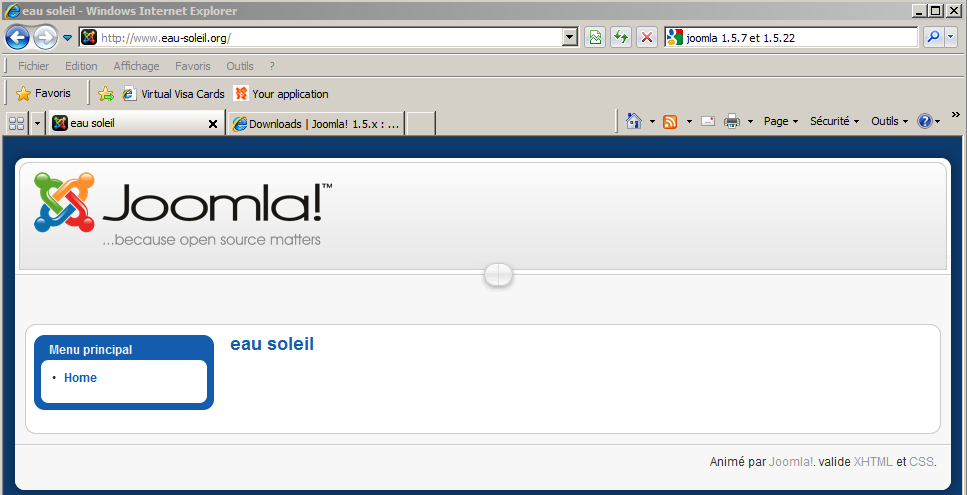 eau soleil - Windows Internet Explorer
http://www.eau-soleil.org/
joomla 1.5.7 et 1.5.22
Fichier Edition Affichage Favoris Outils ?
Favoris Virtual Visa Cards Your application
eau soleil Downloads | Joomla! 1.5.x : ... Page Sécurité Outils »
Joomla!™
...because open source matters
Menu principal
eau soleil
• Home
Animé par Joomla!. valide XHTML et CSS.